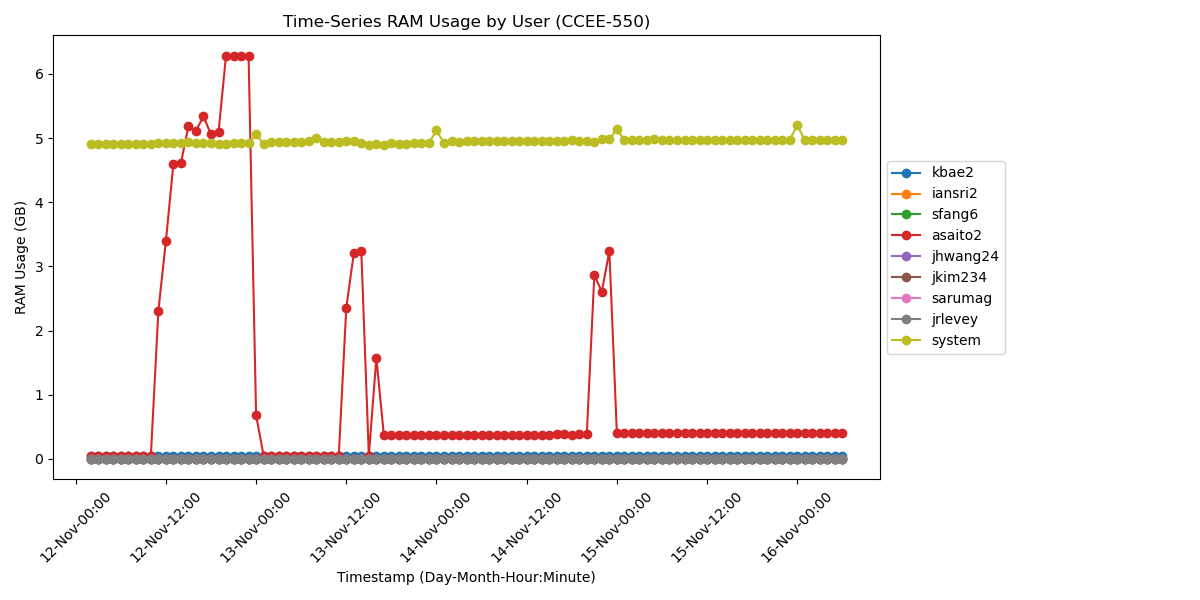 Time-Series RAM Usage by User (CCEE-550)
RAM Usage (GB)
6
5
4
3
2
1
0
12-Nov-00:00
12-Nov-12:00
13-Nov-00:00
13-Nov-12:00
14-Nov-00:00
14-Nov-12:00
15-Nov-00:00
15-Nov-12:00
16-Nov-00:00
Timestamp (Day-Month-Hour:Minute)
kbae2
iansri2
sfang6
asaito2
jhwang24
jkim234
sarumag
jrlevey
system